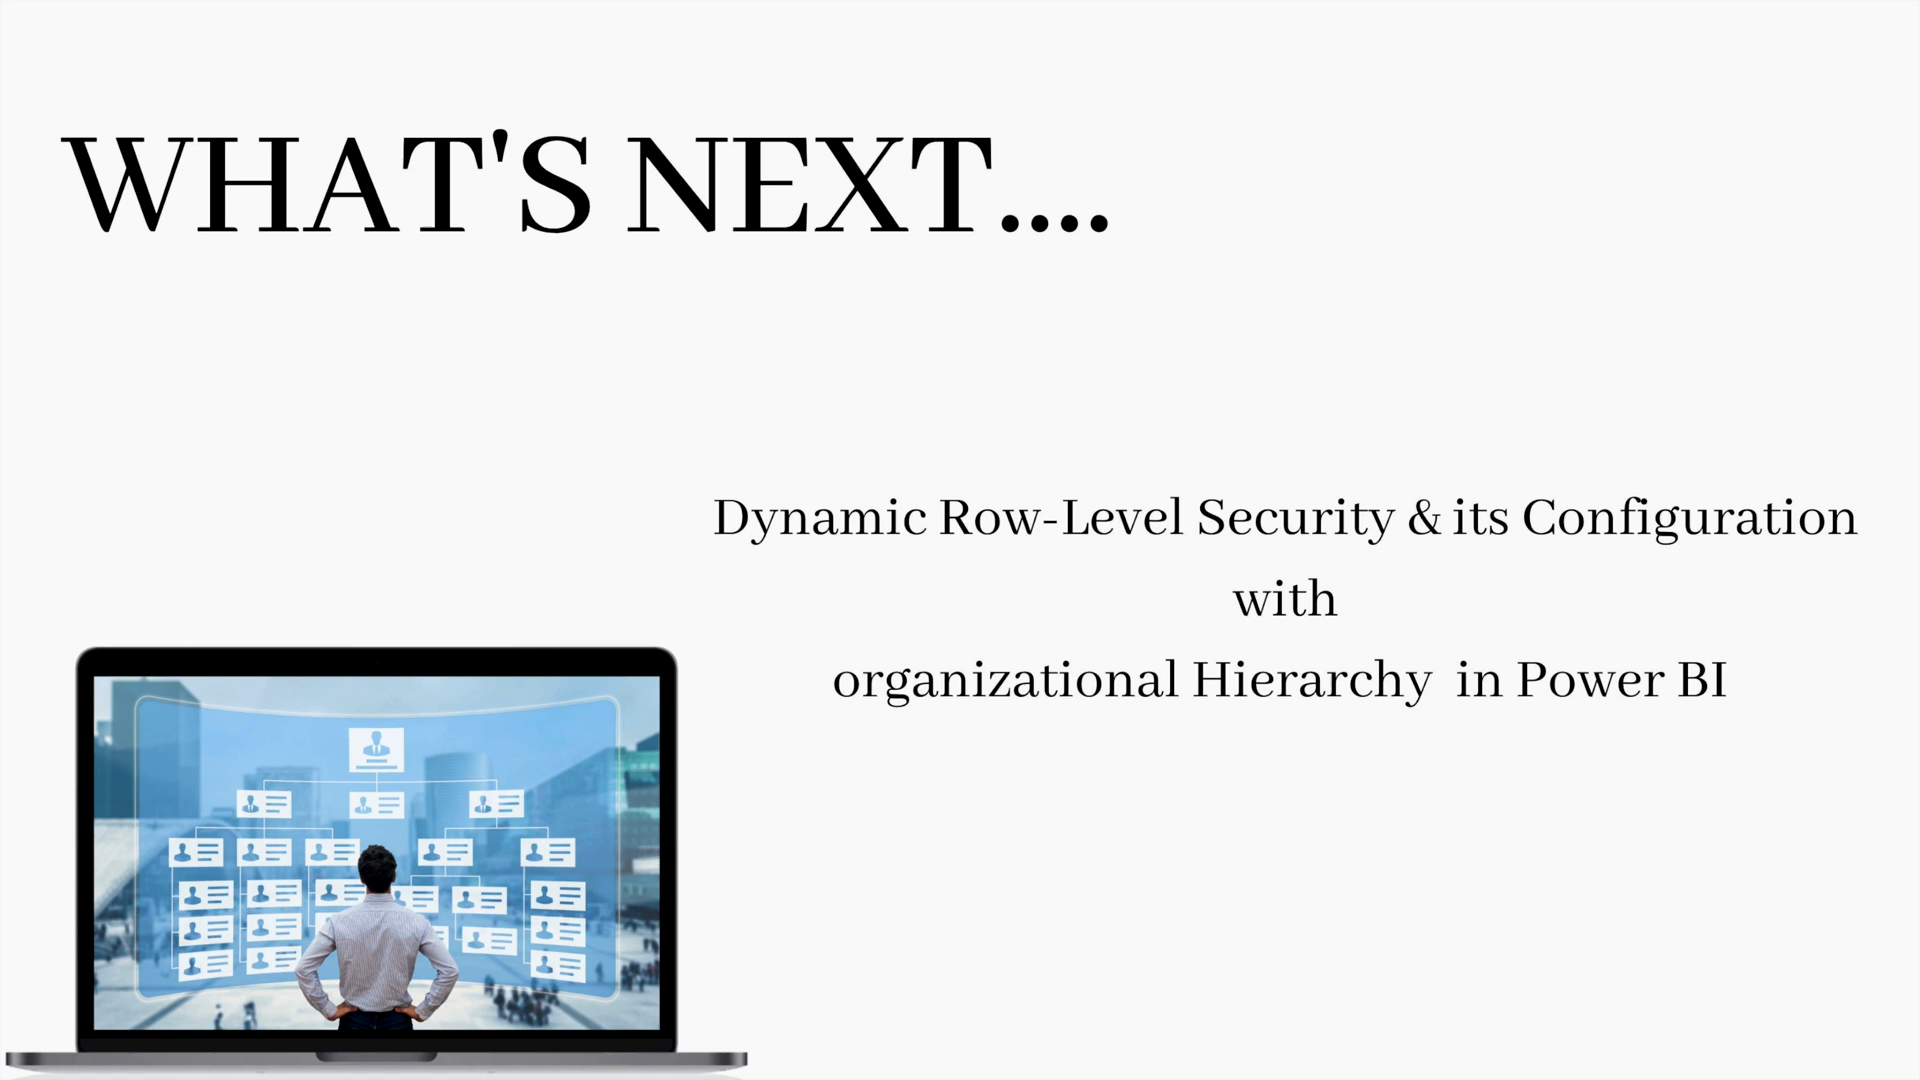 WHAT'S NEXT....
Dynamic Row-Level Security & its Configuration
with
organizational Hierarchy  in Power BI